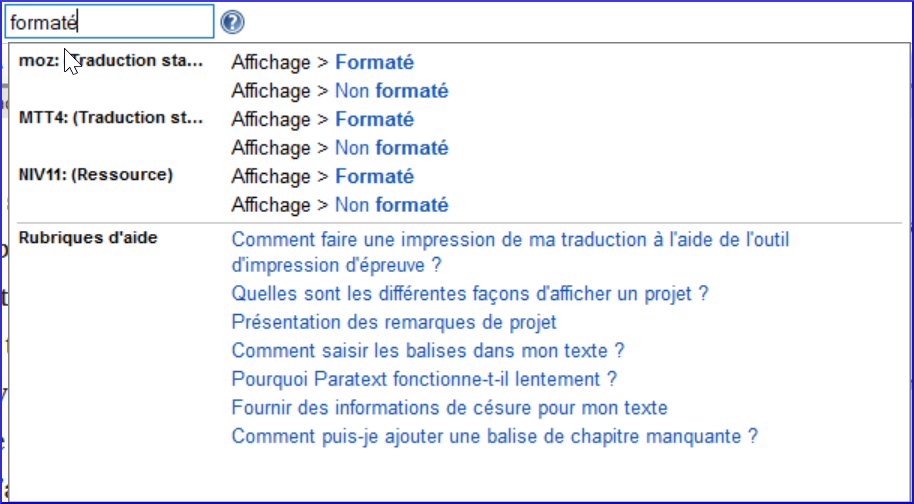 formaté
moz: Traduction sta... Affichage > Formaté
Affichage > Non formaté
MTT4: (Traduction st... Affichage > Formaté
Affichage > Non formaté
NIV11: (Ressource) Affichage > Formaté
Affichage > Non formaté
Rubriques d'aide Comment faire une impression de ma traduction à l'aide de l'outil
d'impression d'épreuve ?
Quelles sont les différentes façons d'afficher un projet ?
Présentation des remarques de projet
Comment saisir les balises dans mon texte ?
Pourquoi Paratext fonctionne-t-il lentement ?
Fournir des informations de césure pour mon texte
Comment puis-je ajouter une balise de chapitre manquante ?